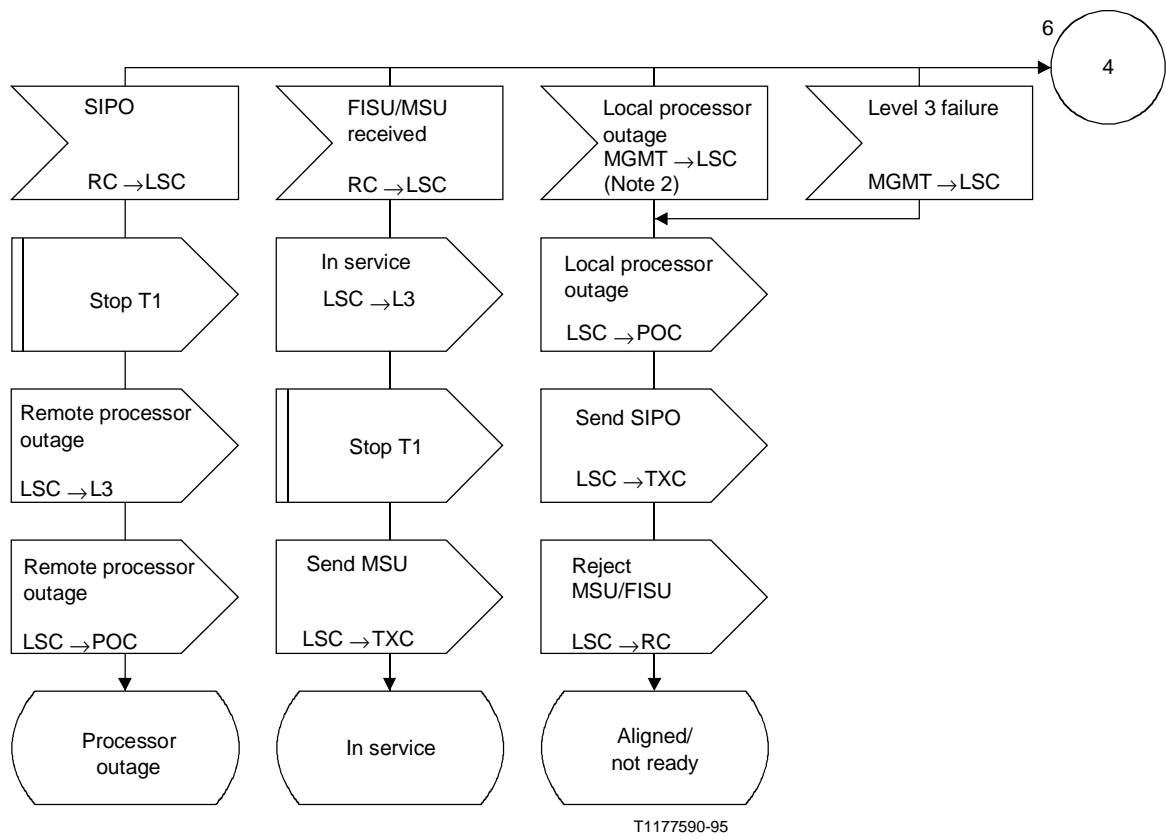 6
4
SIPO
RC →LSC
FISU/MSU
received
RC →LSC
Local processor
outage
MGMT →LSC
(Note 2)
Level 3 failure
MGMT →LSC
Stop T1
In service
LSC →L3
Local processor
outage
LSC →POC
Remote processor
outage
LSC →L3
Stop T1
Send SIPO
LSC →TXC
Remote processor
outage
LSC →POC
Send MSU
LSC →TXC
Reject
MSU/FISU
LSC →RC
Processor
outage
In service
Aligned/
not ready
T1177590-95